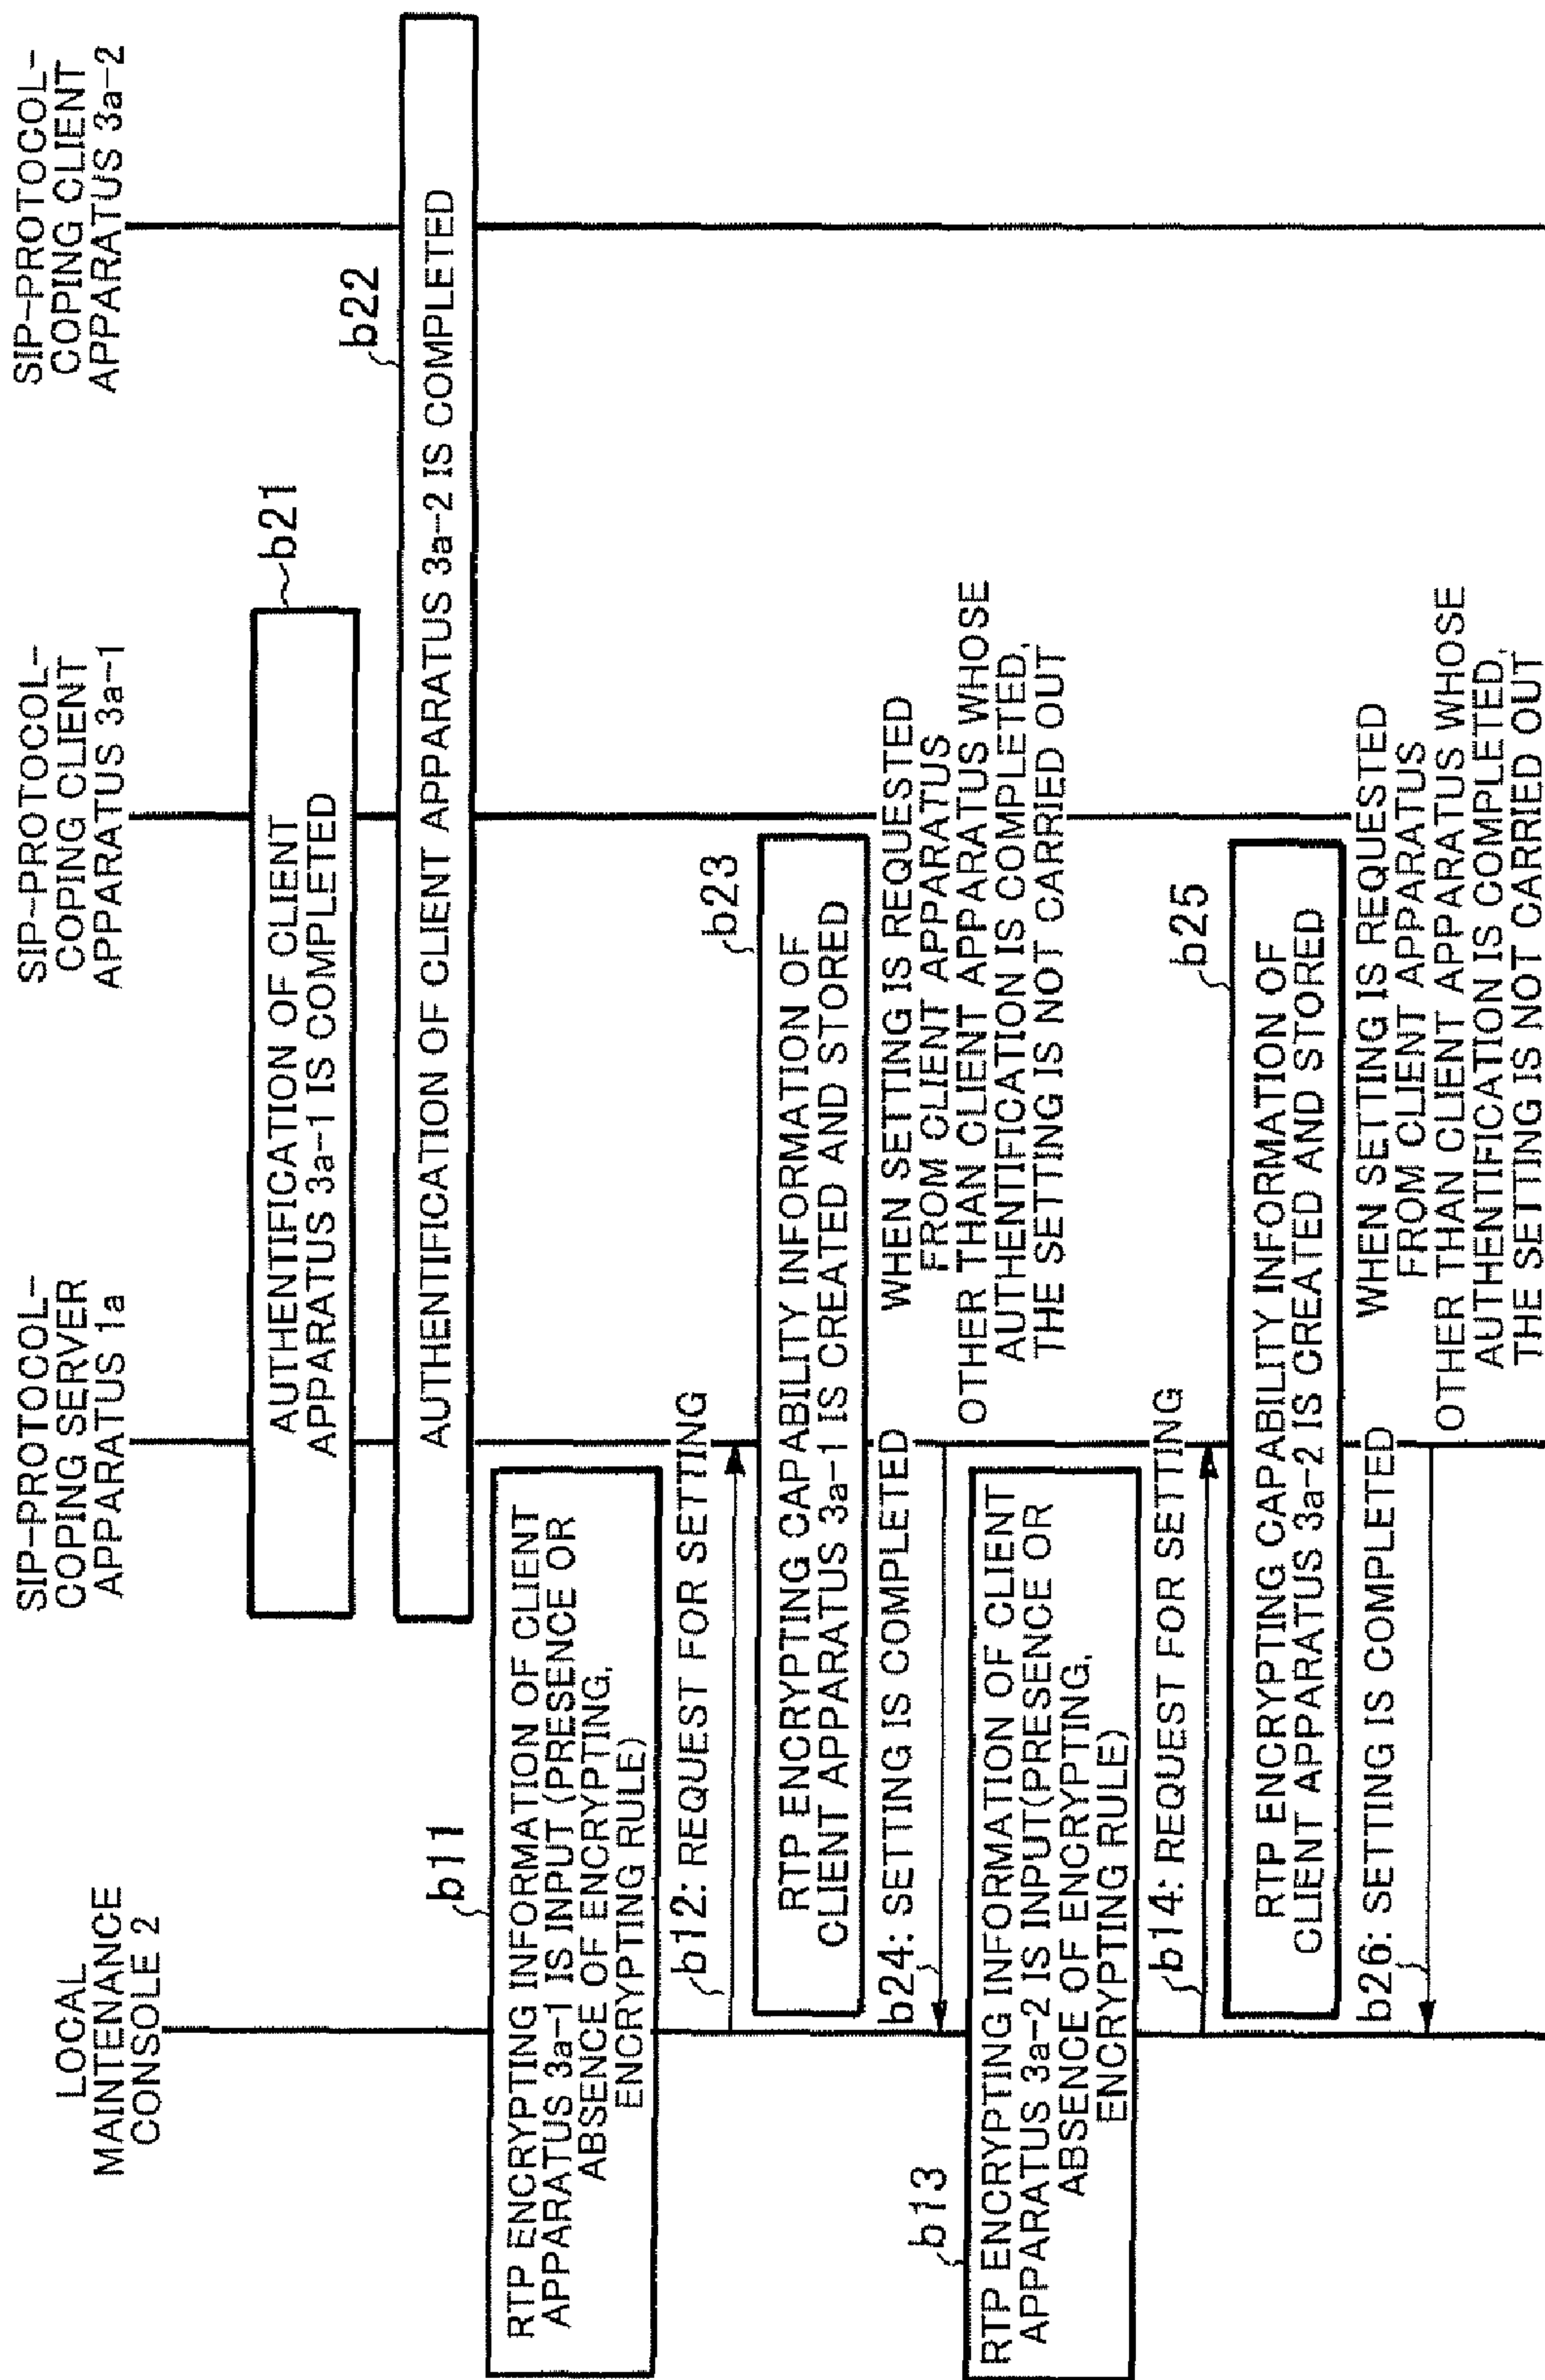 LOCAL
MAINTENANCE
CONSOLE 2
SIP-PROTOCOL-
COPING SERVER
APPARATUS 1a
SIP-PROTOCOL-
COPING CLIENT
APPARATUS 3a-1
SIP-PROTOCOL-
COPING CLIENT
APPARATUS 3a-2
b21
AUTHENTIFICATION OF CLIENT
APPARATUS 3a-1 IS COMPLETED
b22
AUTHENTIFICATION OF CLIENT APPARATUS 3a-2 IS COMPLETED
b11
RTP ENCRYPTING INFORMATION OF CLIENT
APPARATUS 3a-1 IS INPUT (PRESENCE OR
ABSENCE OF ENCRYPTING,
ENCRYPTING RULE)
b12: REQUEST FOR SETTING
b23
RTP ENCRYPTING CAPABILITY INFORMATION OF
CLIENT APPARATUS 3a-1 IS CREATED AND STORED
b24: SETTING IS COMPLETED
WHEN SETTING IS REQUESTED
FROM CLIENT APPARATUS
OTHER THAN CLIENT APPARATUS WHOSE
AUTHENTIFICATION IS COMPLETED,
THE SETTING IS NOT CARRIED OUT
b13
RTP ENCRYPTING INFORMATION OF CLIENT
APPARATUS 3a-2 IS INPUT(PRESENCE OR
ABSENCE OF ENCRYPTING,
ENCRYPTING RULE)
b14: REQUEST FOR SETTING
b25
RTP ENCRYPTING CAPABILITY INFORMATION OF
CLIENT APPARATUS 3a-2 IS CREATED AND STORED
b26: SETTING IS COMPLETED
WHEN SETTING IS REQUESTED
FROM CLIENT APPARATUS
OTHER THAN CLIENT APPARATUS WHOSE
AUTHENTIFICATION IS COMPLETED,
THE SETTING IS NOT CARRIED OUT